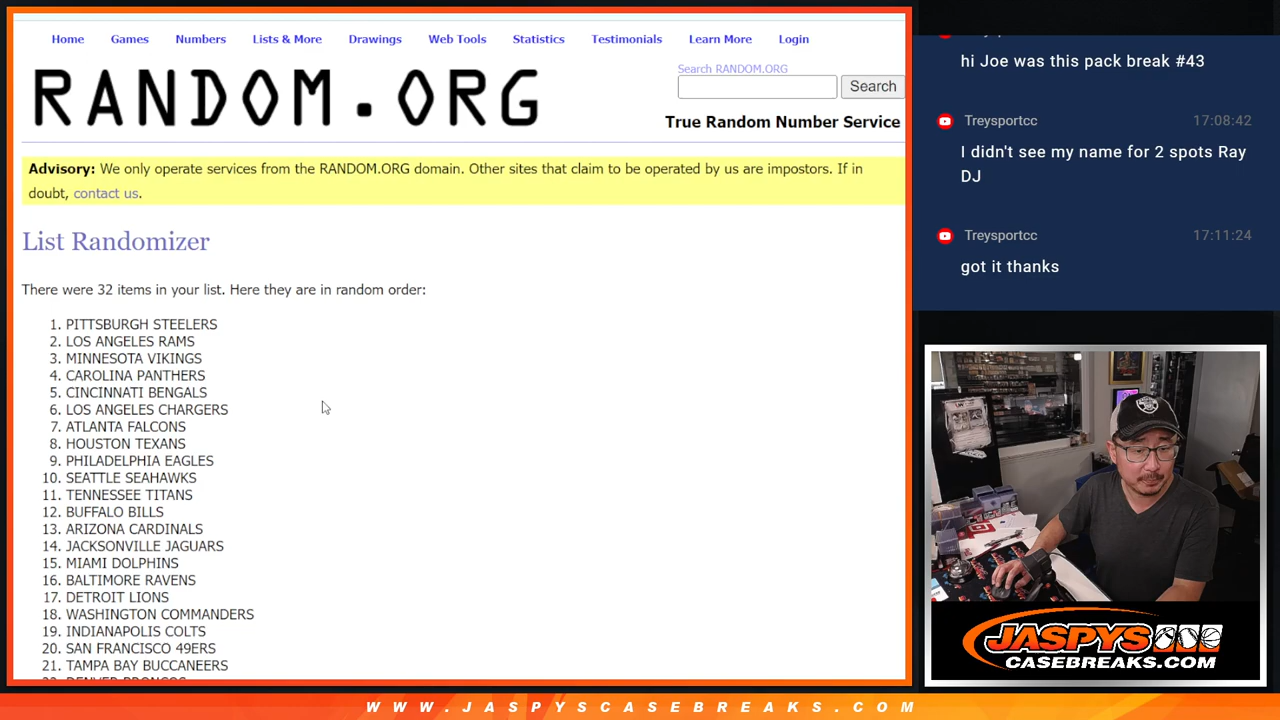 Home Games Numbers Lists & More Drawings Web Tools Statistics Testimonials Learn More Login
RANDOM.ORG
Search RANDOM.ORG
Search
True Random Number Service
Advisory: We only operate services from the RANDOM.ORG domain. Other sites that claim to be operated by us are impostors. If in
doubt, contact us.
List Randomizer
There were 32 items in your list. Here they are in random order:
1. PITTSBURGH STEELERS
2. LOS ANGELES RAMS
3. MINNESOTA VIKINGS
4. CAROLINA PANTHERS
5. CINCINNATI BENGALS
6. LOS ANGELES CHARGERS
7. ATLANTA FALCONS
8. HOUSTON TEXANS
9. PHILADELPHIA EAGLES
10. SEATTLE SEAHAWKS
11. TENNESSEE TITANS
12. BUFFALO BILLS
13. ARIZONA CARDINALS
14. JACKSONVILLE JAGUARS
15. MIAMI DOLPHINS
16. BALTIMORE RAVENS
17. DETROIT LIONS
18. WASHINGTON COMMANDERS
19. INDIANAPOLIS COLTS
20. SAN FRANCISCO 49ERS
21. TAMPA BAY BUCCANEERS
22. DENVER BRONCOS
hi Joe was this pack break #43
Treysportcc 17:08:42
I didn't see my name for 2 spots Ray
DJ
Treysportcc 17:11:24
got it thanks
JASPYS
CASEBREAKS.COM
WWW.JASPYSCASEBREAKS.COM